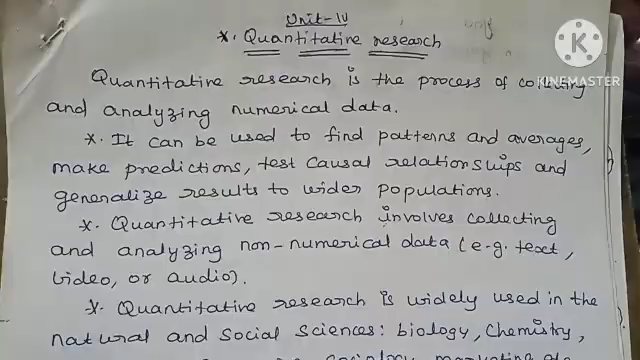 Unit-IV
*. Quantitative research
Quantitative research is the process of collecting
and analyzing numerical data.
*. It can be used to find patterns and averages,
make predictions, test causal relationships and
generalize results to wider populations.
*. Quantitative research involves collecting
and analyzing non-numerical data (e.g. text,
video, or audio).
*. Quantitative research is widely used in the
natural and social sciences: biology, chemistry,
sociology, marketing
KINEMASTER